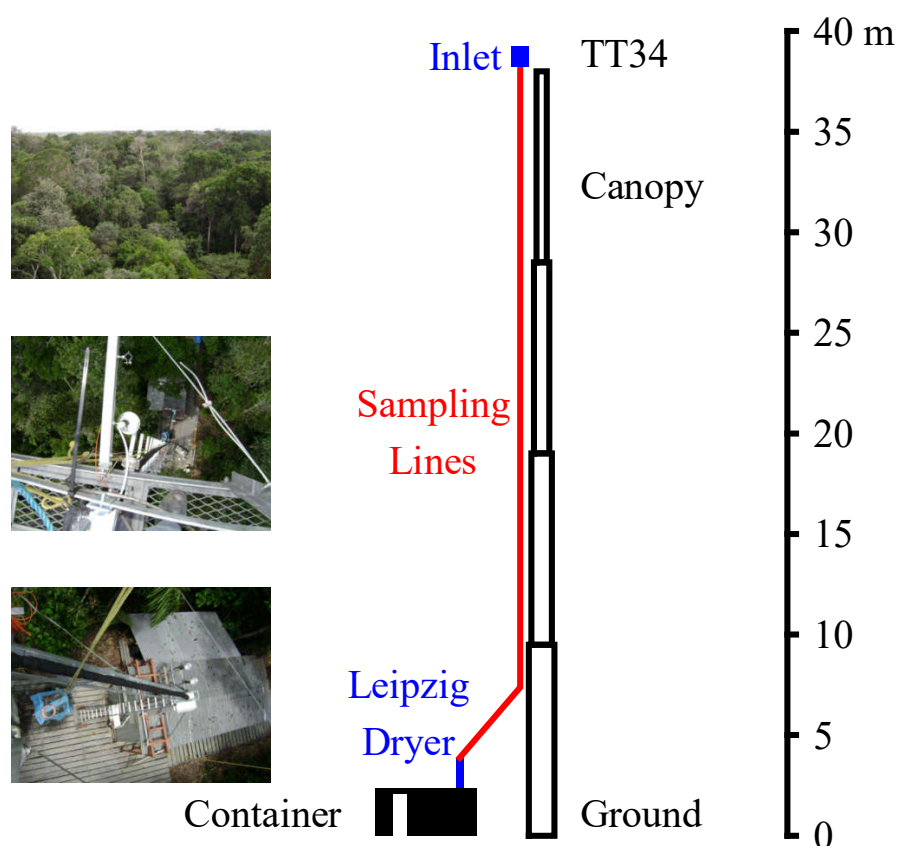 Inlet
TT34
40 m
35
Canopy
30
25
Sampling
Lines
20
15
10
Leipzig
Dryer
5
Container
Ground
0